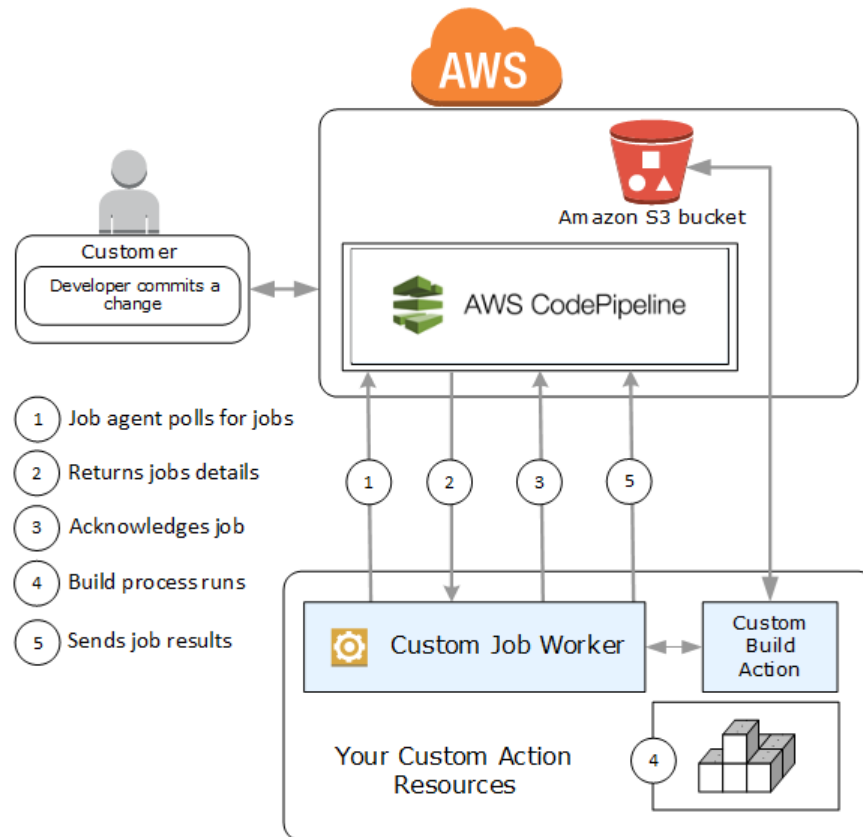 AWS
Amazon S3 bucket
Customer
Developer commits a
change
AWS CodePipeline
1 Job agent polls for jobs
2 Returns jobs details
3 Acknowledges job
4 Build process runs
5 Sends job results
1
2
3
5
Custom Job Worker
Custom
Build
Action
Your Custom Action
Resources
4